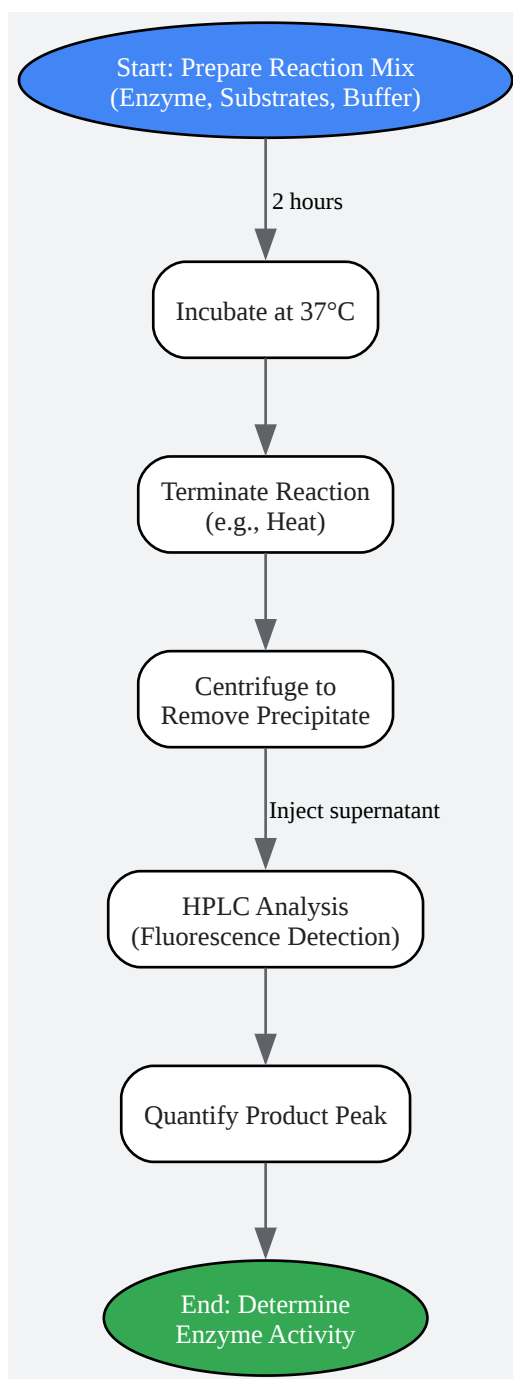 Start: Prepare Reaction Mix
(Enzyme, Substrates, Buffer)
2 hours
Incubate at 37°C
Terminate Reaction
(e.g., Heat)
Centrifuge to
Remove Precipitate
Inject supernatant
HPLC Analysis
(Fluorescence Detection)
Quantify Product Peak
End: Determine
Enzyme Activity